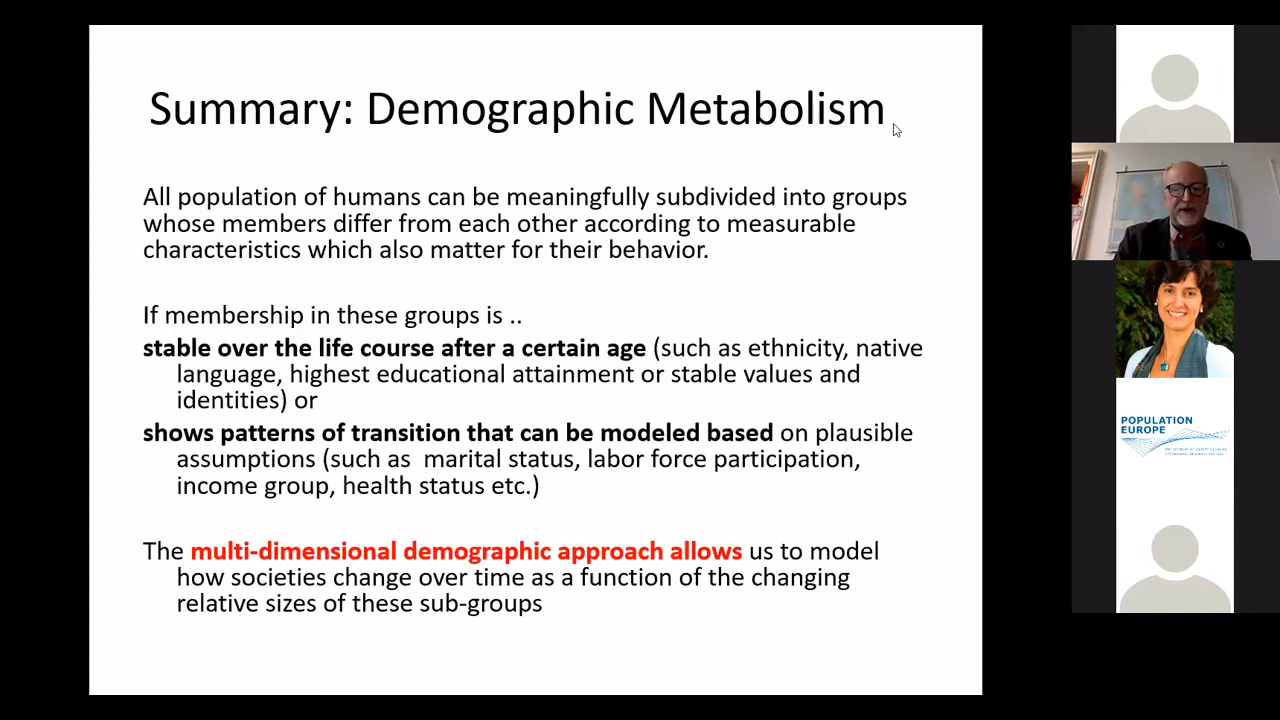 Summary: Demographic Metabolism
All population of humans can be meaningfully subdivided into groups
whose members differ from each other according to measurable
characteristics which also matter for their behavior.
If membership in these groups is ..
stable over the life course after a certain age (such as ethnicity, native
language, highest educational attainment or stable values and
identities) or
shows patterns of transition that can be modeled based on plausible
assumptions (such as  marital status, labor force participation,
income group, health status etc.)
The multi-dimensional demographic approach allows us to model
how societies change over time as a function of the changing
relative sizes of these sub-groups
POPULATION
EUROPE